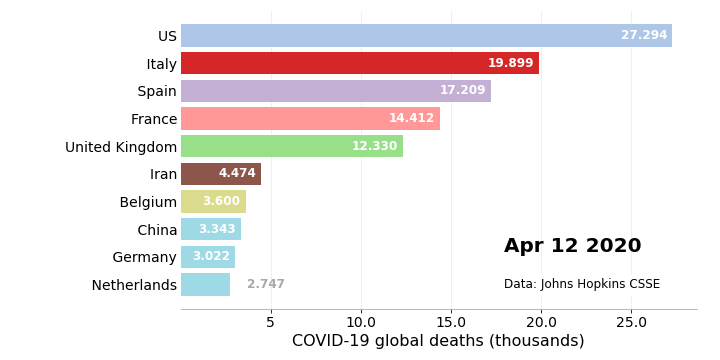 US 27.294
Italy 19.899
Spain 17.209
France 14.412
United Kingdom 12.330
Iran 4.474
Belgium 3.600
China 3.343
Germany 3.022
Netherlands 2.747
Apr 12 2020
Data: Johns Hopkins CSSE
5 10.0 15.0 20.0 25.0
COVID-19 global deaths (thousands)